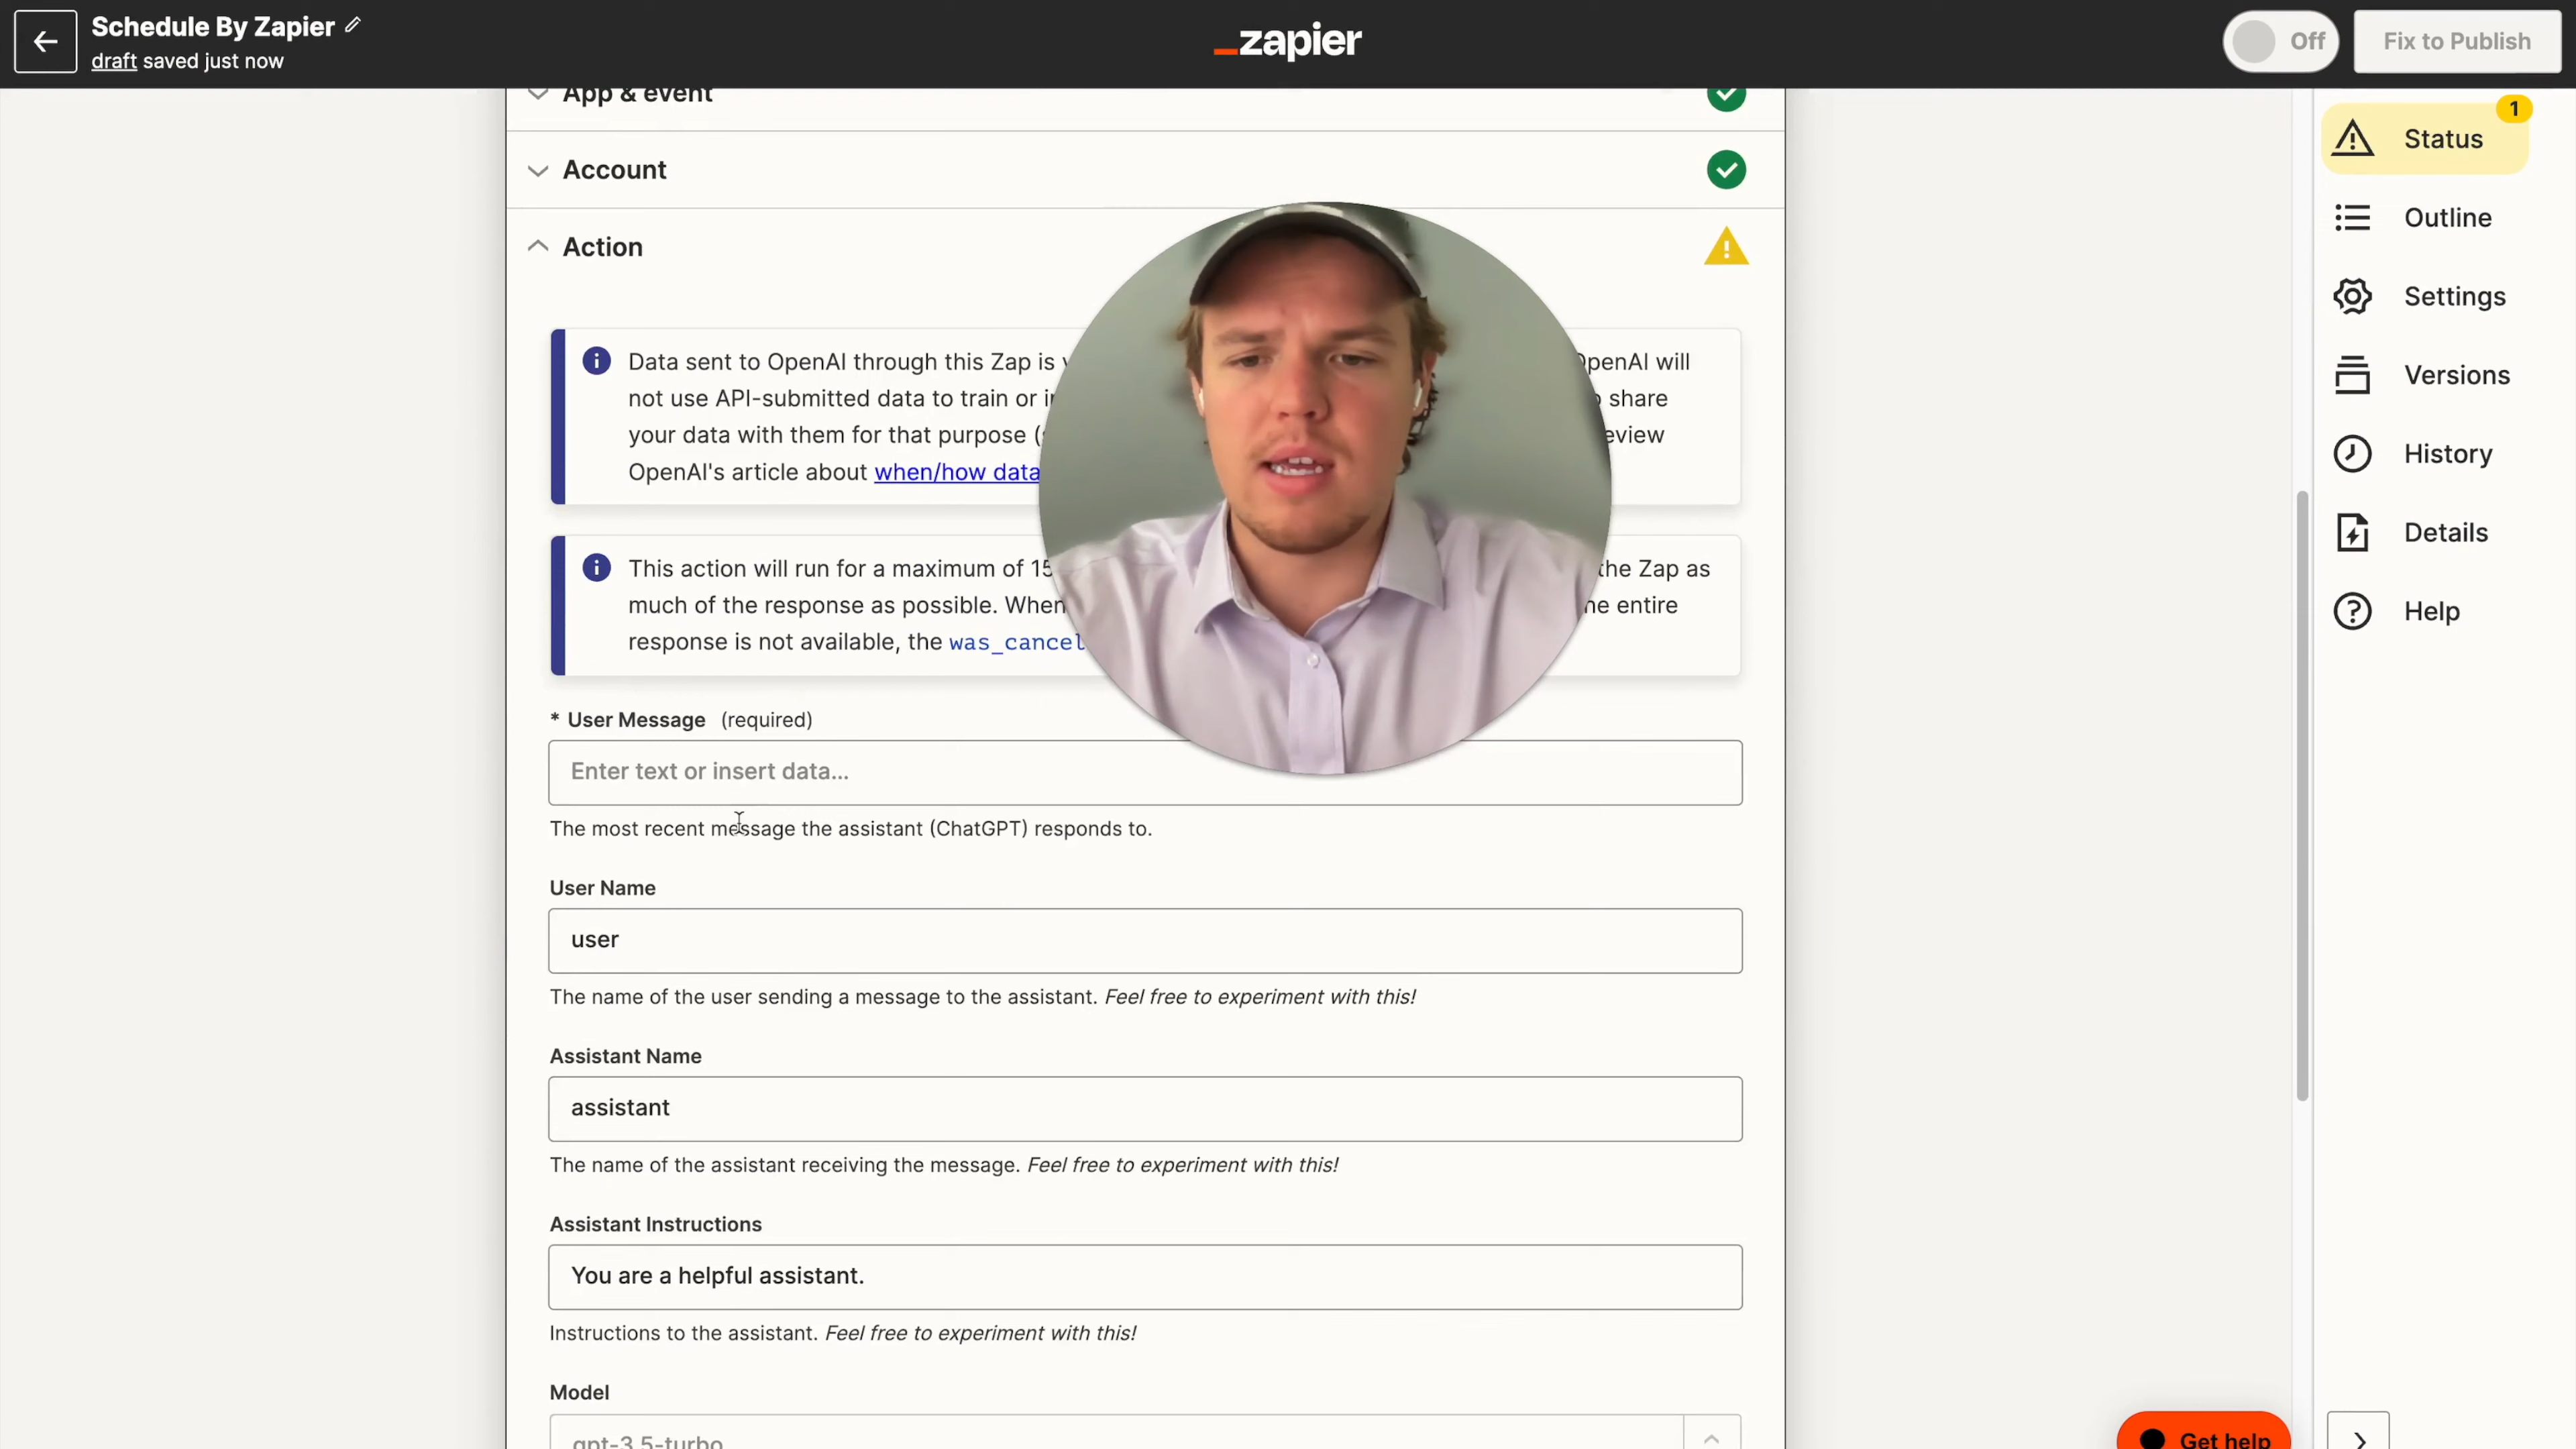 Schedule By Zapier
draft saved just now
zapier
Off
Fix to Publish
App & event
Account
Action
Data sent to OpenAI through this Zap is OpenAI will
not use API-submitted data to train or share
your data with them for that purpose
OpenAI's article about when/how data
This action will run for a maximum of 15 the Zap as
much of the response as possible. When entire
response is not available, the was_cancel
* User Message (required)
Enter text or insert data...
The most recent message the assistant (ChatGPT) responds to.
User Name
user
The name of the user sending a message to the assistant. Feel free to experiment with this!
Assistant Name
assistant
The name of the assistant receiving the message. Feel free to experiment with this!
Assistant Instructions
You are a helpful assistant.
Instructions to the assistant. Feel free to experiment with this!
Model
gpt-3.5-turbo
1
Status
Outline
Settings
Versions
History
Details
Help
Get help